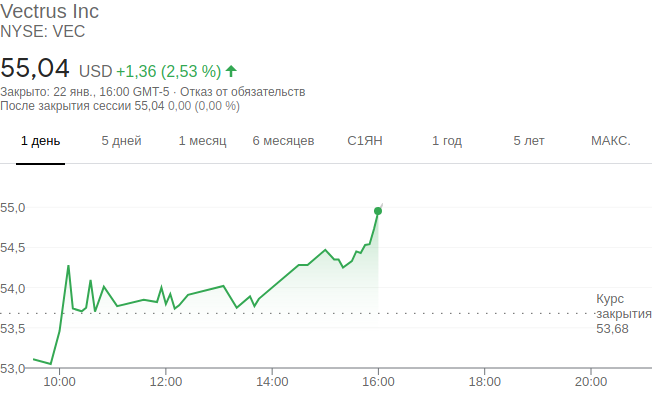 Vectrus Inc
NYSE: VEC
55,04 USD +1,36 (2,53 %)
Закрыто: 22 янв., 16:00 GMT-5 · Отказ от обязательств
После закрытия сессии 55,04 0,00 (0,00 %)
1 день 5 дней 1 месяц 6 месяцев С1ЯН 1 год 5 лет МАКС.
55,0
54,5
54,0
Курс
закрытия
53,68
53,5
53,0
10:00 12:00 14:00 16:00 18:00 20:00